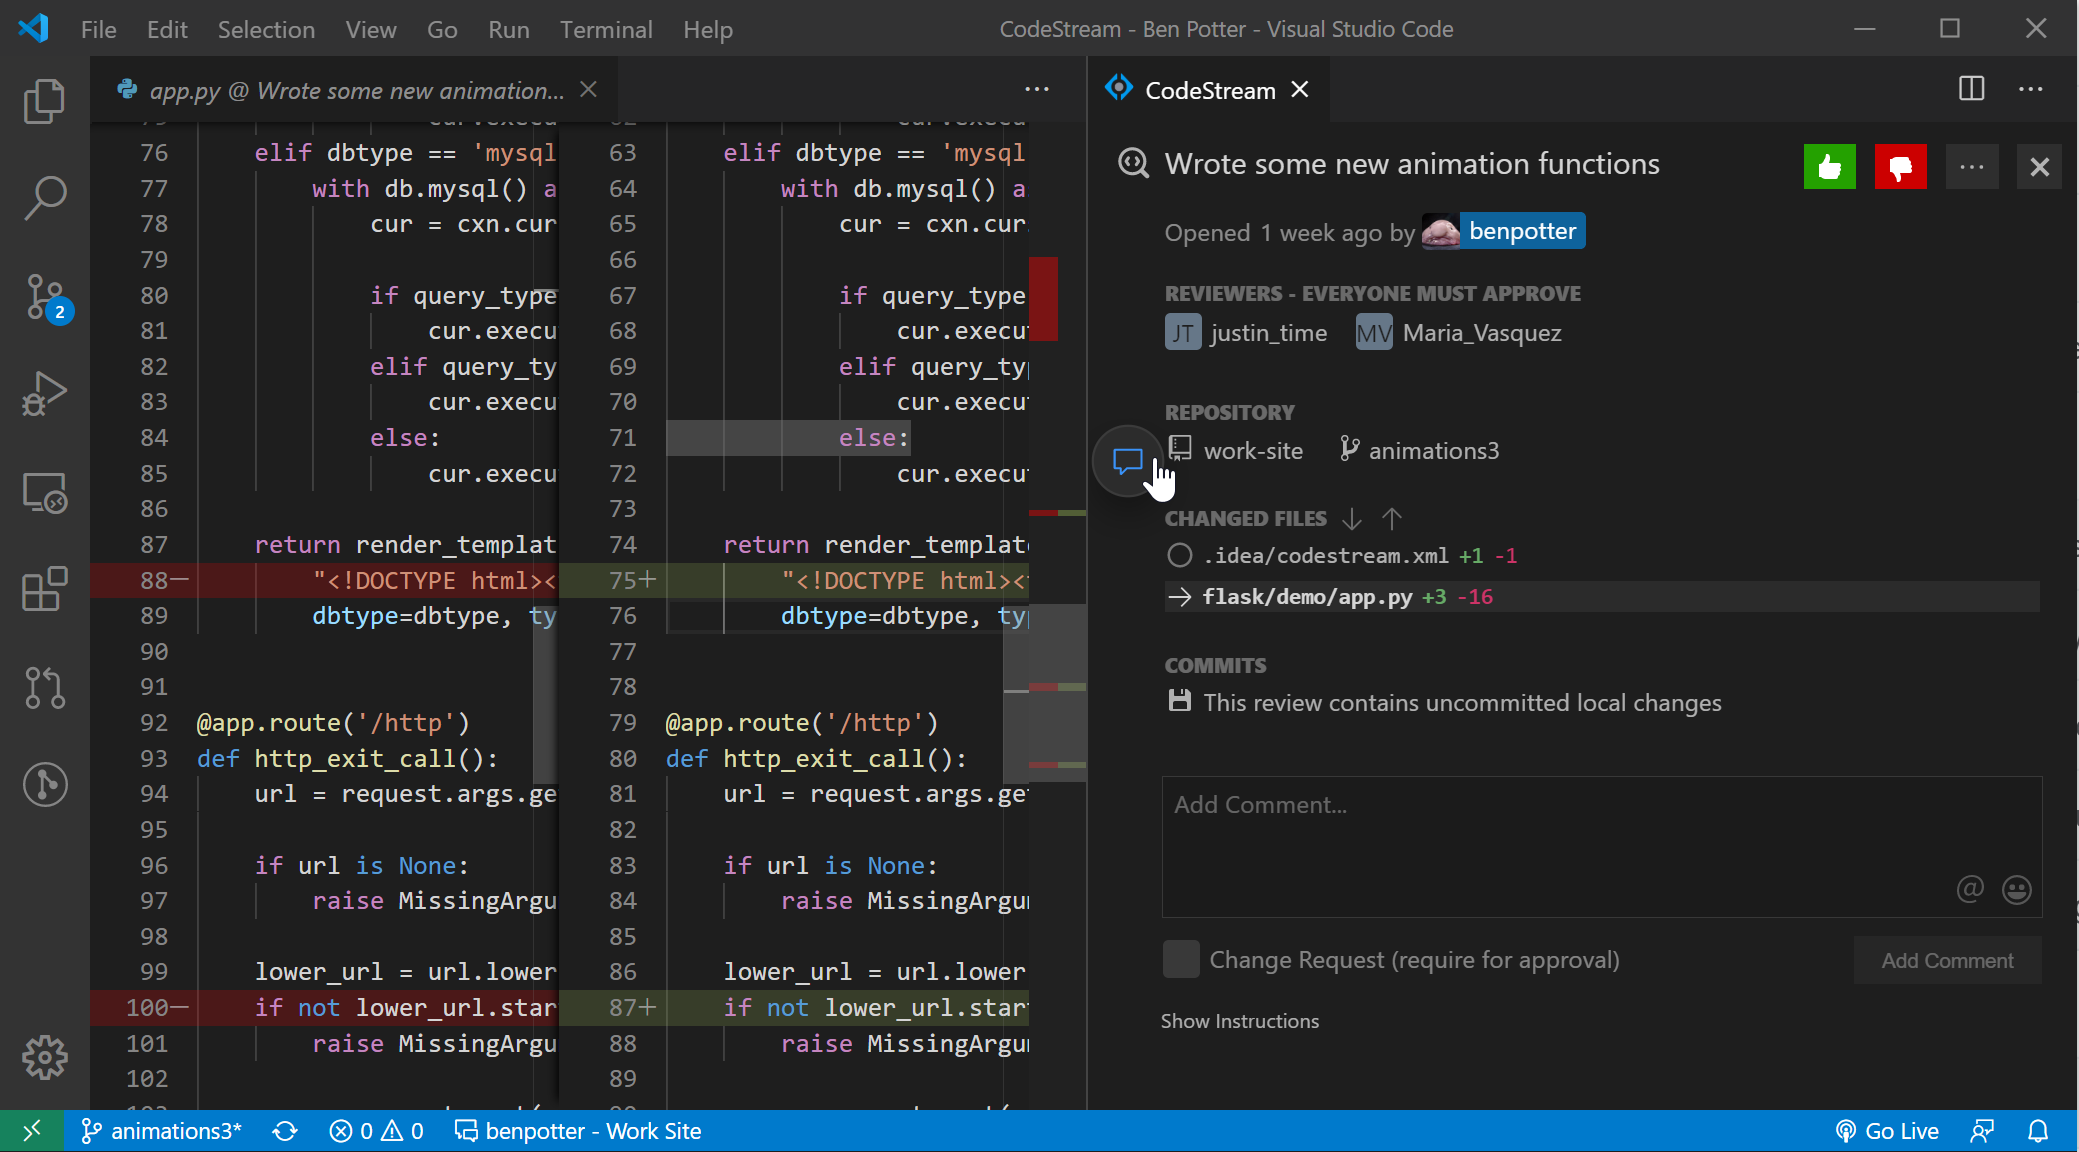 File Edit Selection View Go Run Terminal Help
CodeStream - Ben Potter - Visual Studio Code
app.py @ Wrote some new animation...
76 elif dbtype == 'mysql
77 with db.mysql() a
78 cur = cxn.cur
79
80 if query_type
81 cur.execu
82 elif query_ty
83 cur.execu
84 else:
85 cur.execu
86
87 return render_templat
88— "<!DOCTYPE html><
89 dbtype=dbtype, ty
90
91
92 @app.route('/http')
93 def http_exit_call():
94 url = request.args.ge
95
96 if url is None:
97 raise MissingArgu
98
99 lower_url = url.lower
100— if not lower_url.star
101 raise MissingArgu
102
63 elif dbtype == 'mysql
64 with db.mysql() a
65 cur = cxn.cur
66
67 if query_type
68 cur.execu
69 elif query_ty
70 cur.execu
71 else:
72 cur.execu
73
74 return render_templat
75+ "<!DOCTYPE html><
76 dbtype=dbtype, typ
77
78
79 @app.route('/http')
80 def http_exit_call():
81 url = request.args.ge
82
83 if url is None:
84 raise MissingArgu
85
86 lower_url = url.lower
87+ if not lower_url.star
88 raise MissingArgu
89
CodeStream
Wrote some new animation functions
Opened 1 week ago by benpotter
REVIEWERS - EVERYONE MUST APPROVE
JT justin_time MV Maria_Vasquez
REPOSITORY
work-site animations3
CHANGED FILES
.idea/codestream.xml +1 -1
flask/demo/app.py +3 -16
COMMITS
This review contains uncommitted local changes
Add Comment...
@
Change Request (require for approval)
Add Comment
Show Instructions
2
animations3* 0 0 benpotter - Work Site
Go Live